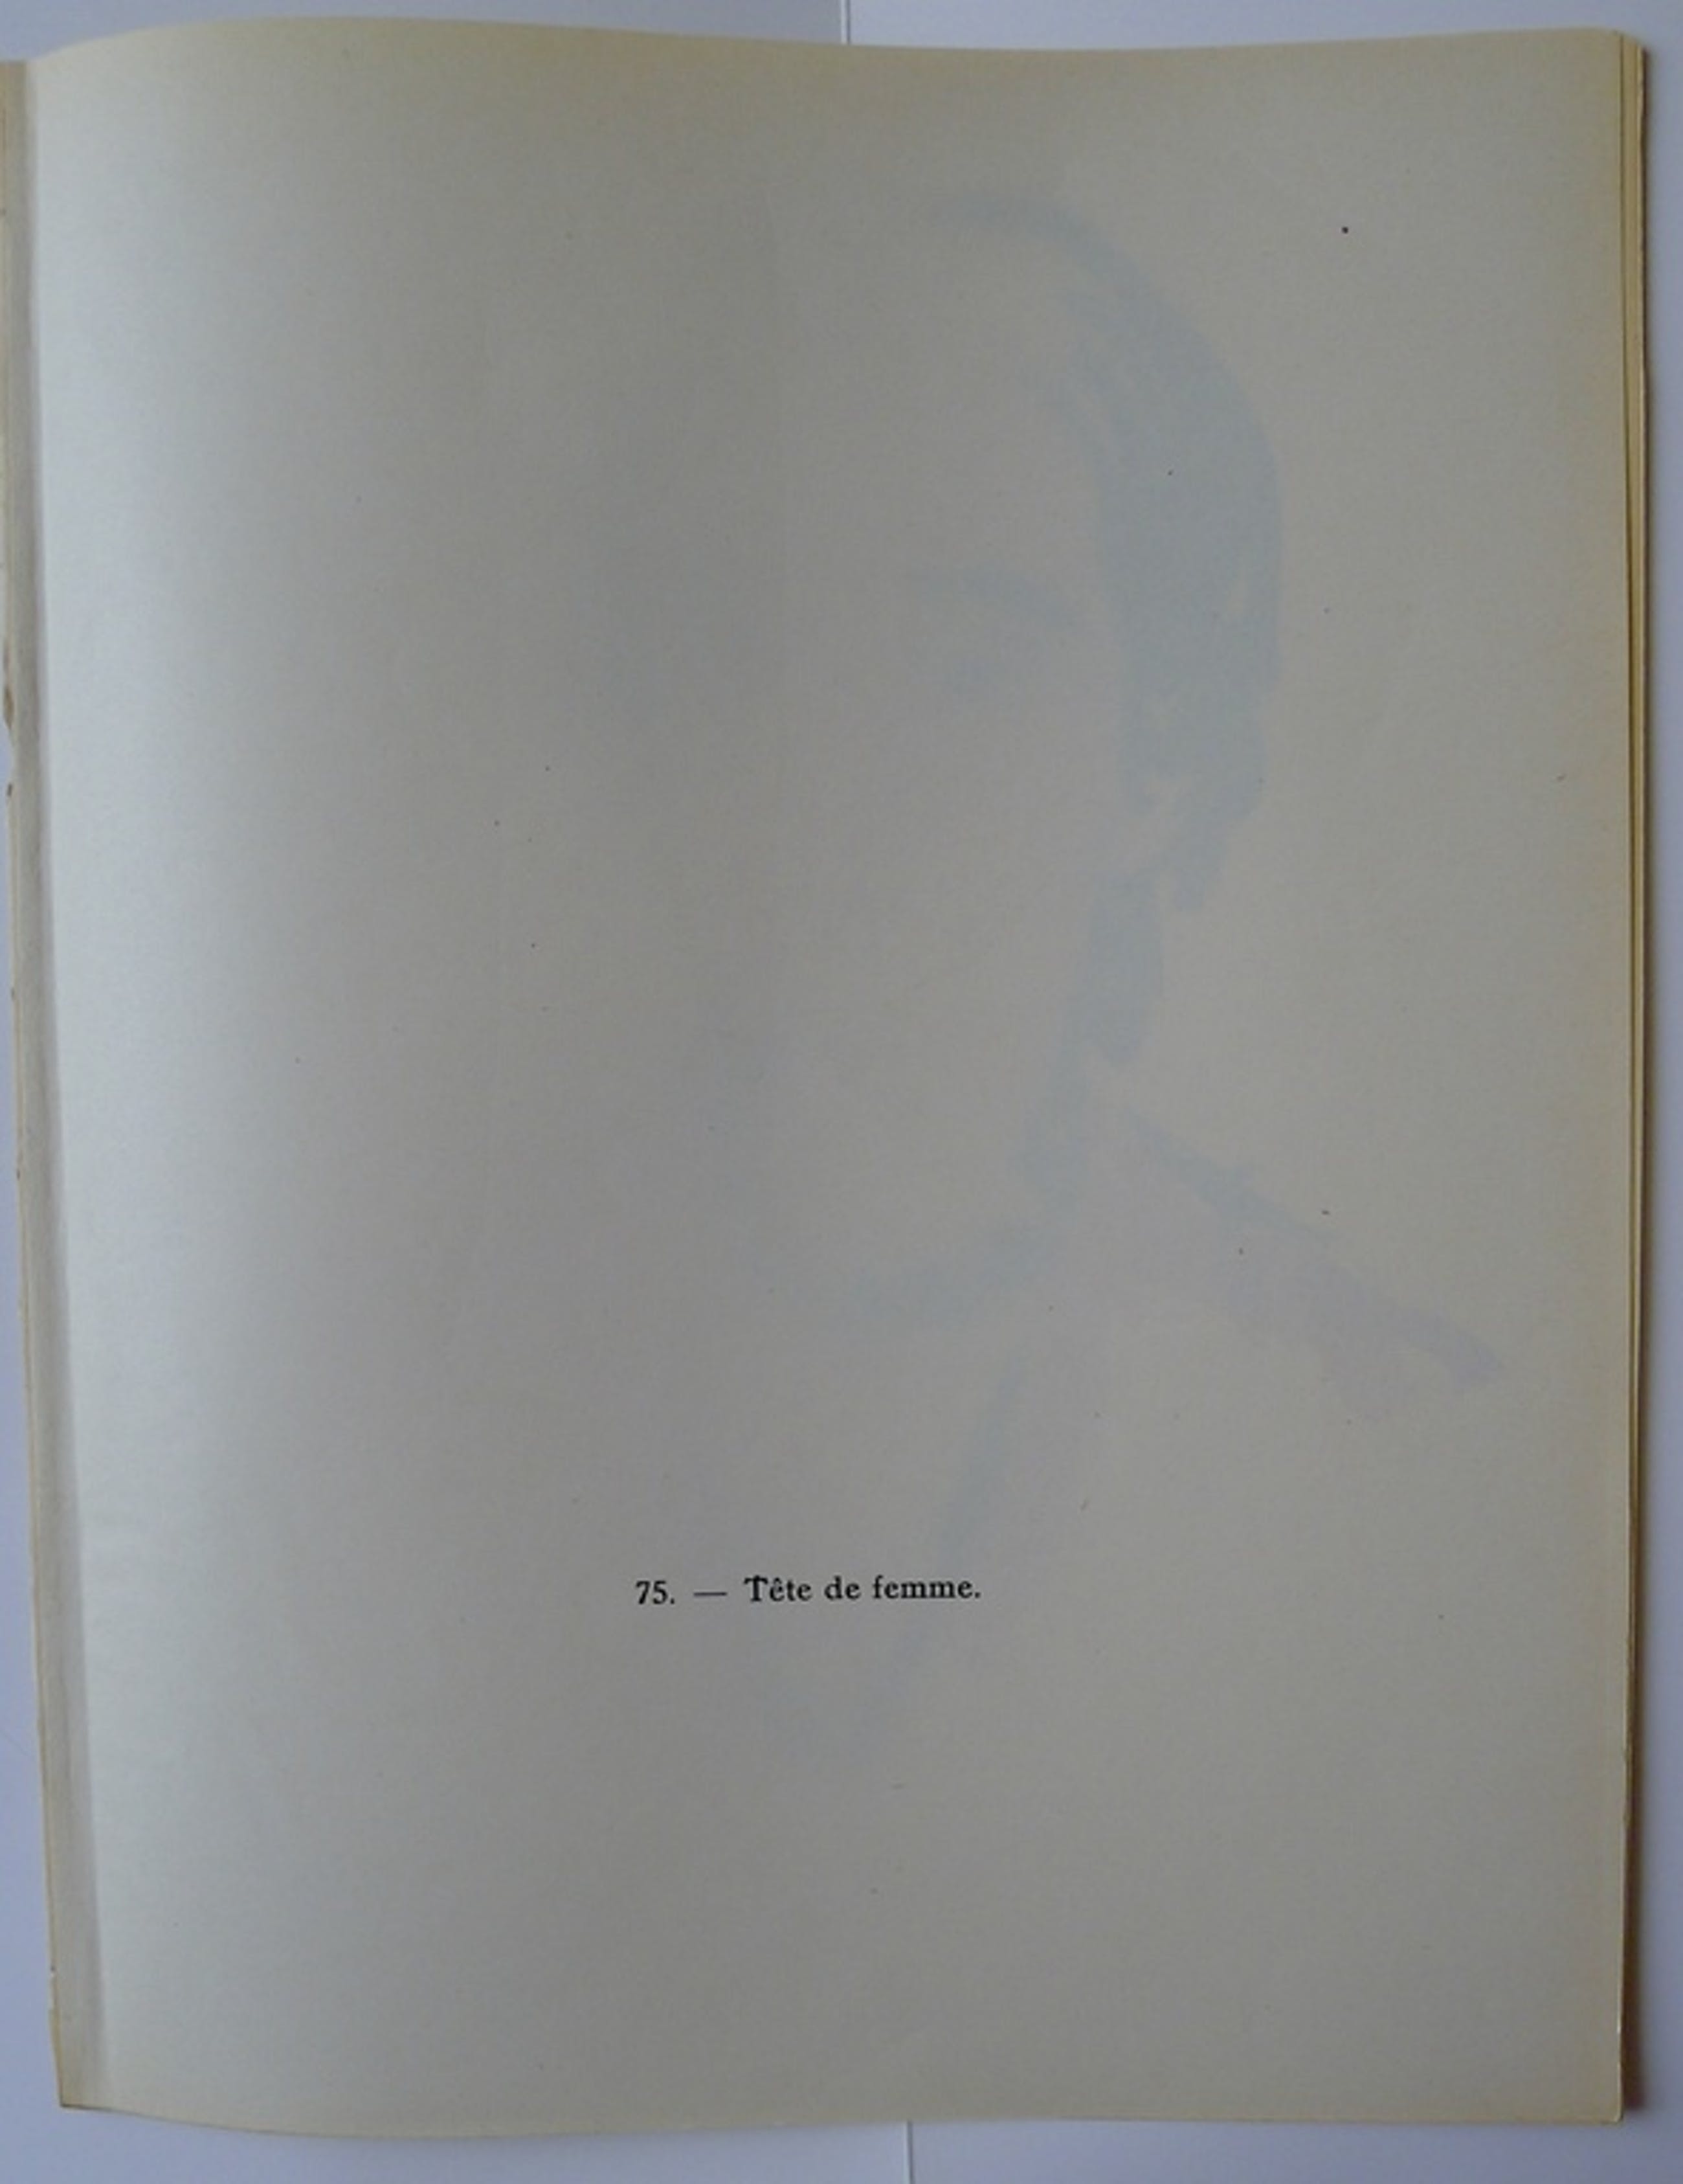 75. — Tête de femme.